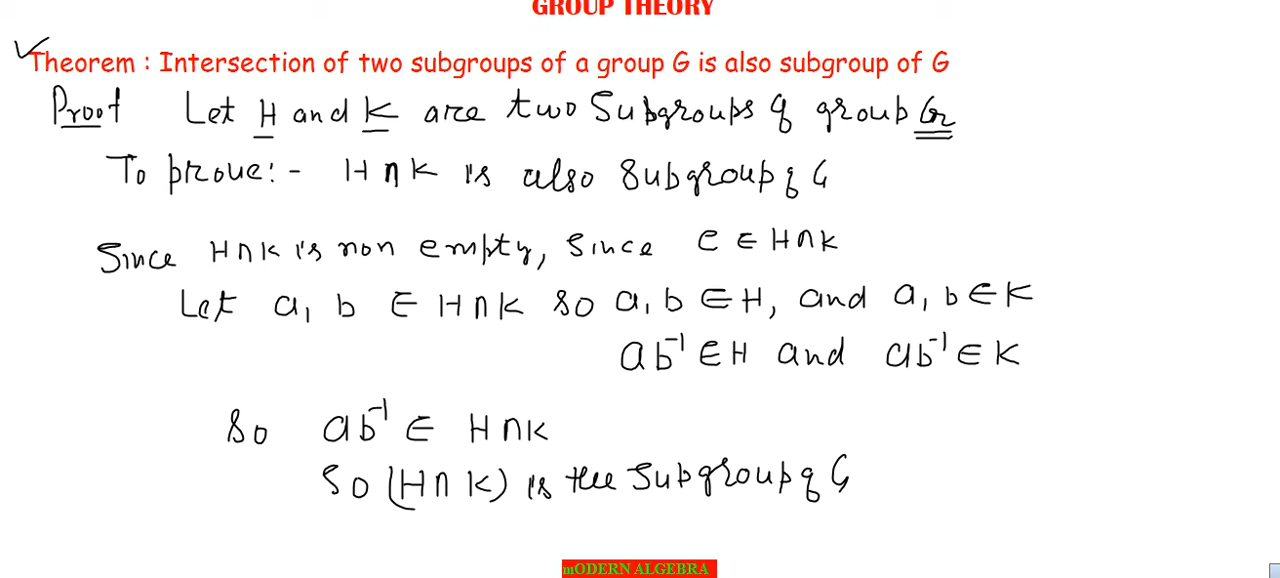 GROUP THEORY
Theorem : Intersection of two subgroups of a group G is also subgroup of G
Proof Let H and K are two Subgroups of group G
To prove:- H∩K is also Subgroup of G
Since H∩K is non empty, Since e ∈ H∩K
Let a, b ∈ H∩K so a, b ∈ H, and a, b ∈ K
ab⁻¹ ∈ H and ab⁻¹ ∈ K
So ab⁻¹ ∈ H∩K
So (H∩K) is the Subgroup of G
mODERN ALGEBRA